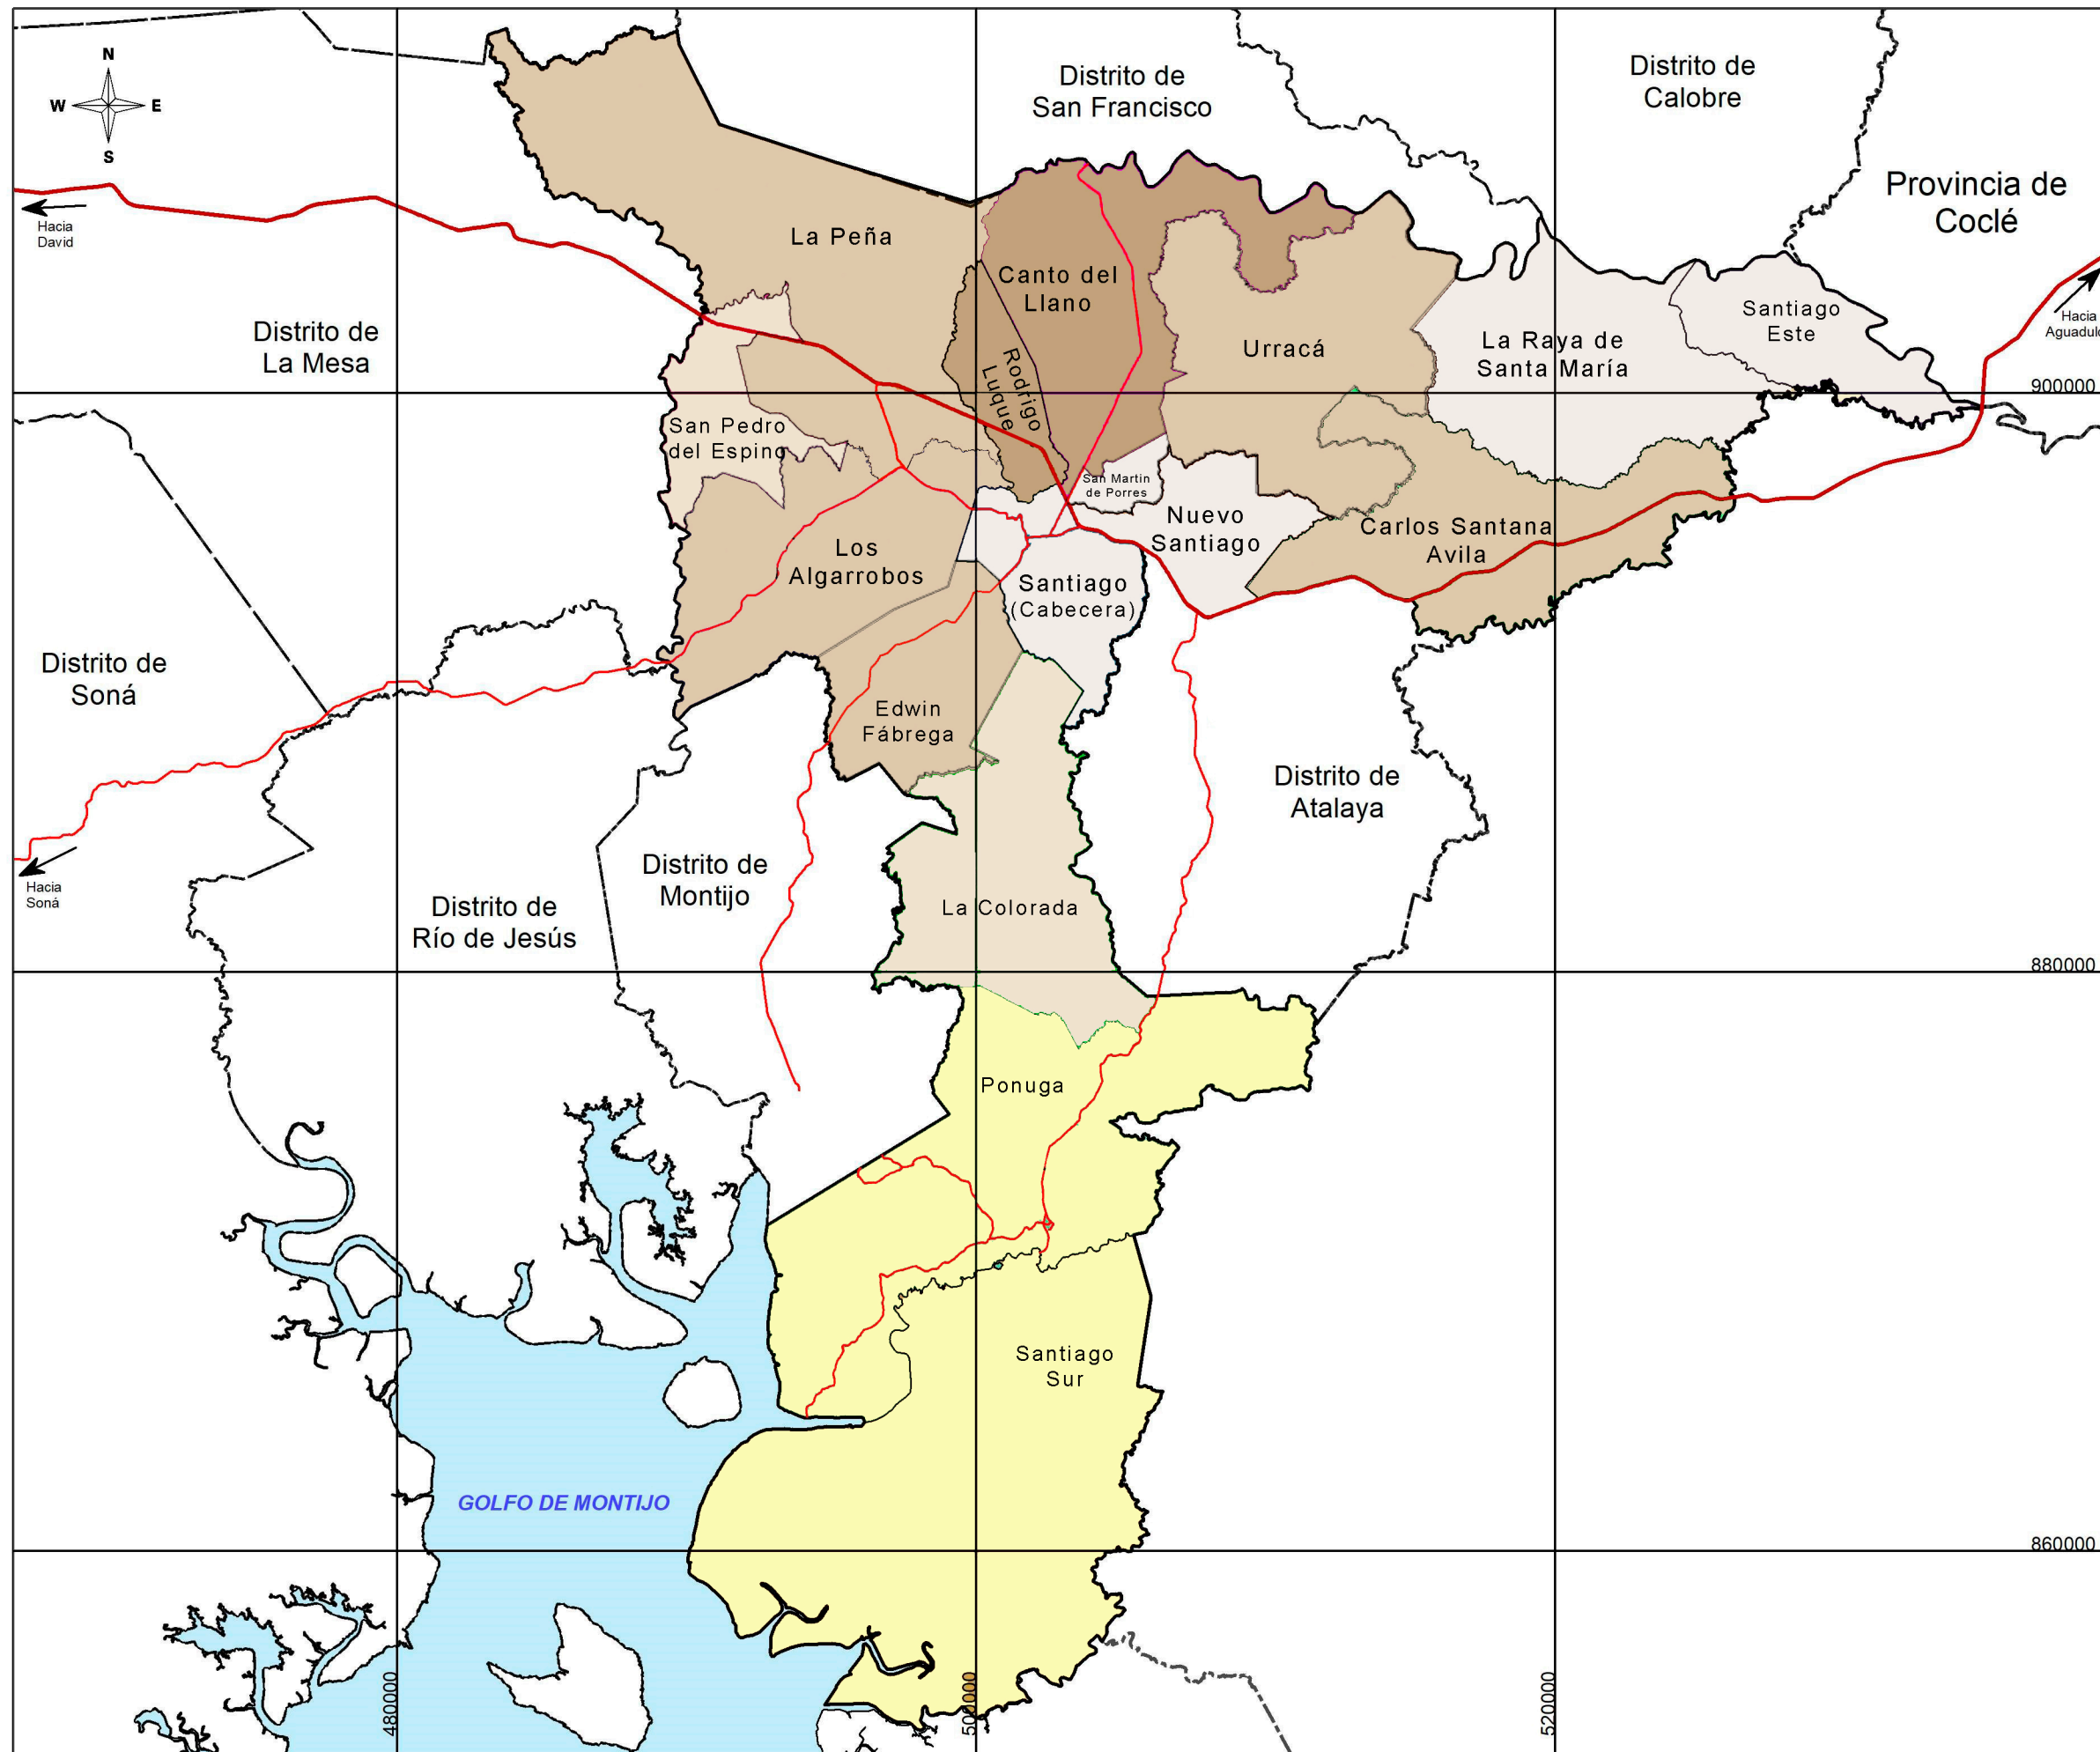 N
W E
S
Distrito de
San Francisco
Distrito de
Calobre
Provincia de
Coclé
Hacia
David
La Peña
Canto del
Llano
Rodrigo
Luque
Urracá
La Raya de
Santa María
Santiago
Este
Hacia
Aguadulc
Distrito de
La Mesa
900000
San Pedro
del Espino
San Martin
de Porres
Nuevo
Santiago
Carlos Santana
Avila
Los
Algarrobos
Santiago
(Cabecera)
Distrito de
Soná
Edwin
Fábrega
Distrito de
Atalaya
Distrito de
Montijo
Hacia
Soná
Distrito de
Río de Jesús
La Colorada
880000
Ponuga
Santiago
Sur
GOLFO DE MONTIJO
860000
480000
500000
520000